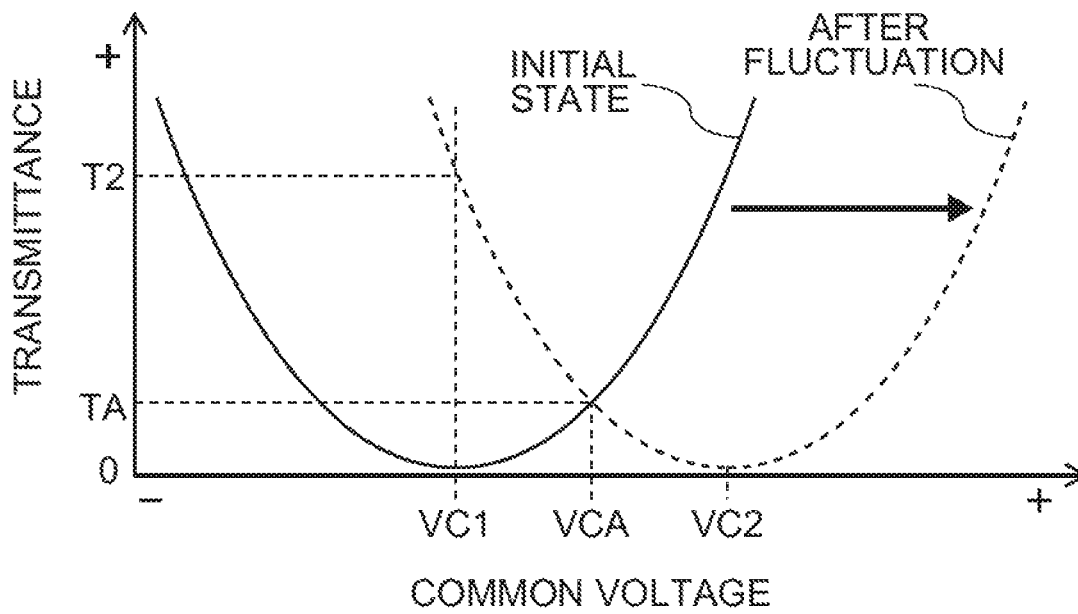 AFTER
FLUCTUATION
INITIAL
STATE
+
TRANSMITTANCE
T2
TA
0
−
+
VC1 VCA VC2
COMMON VOLTAGE